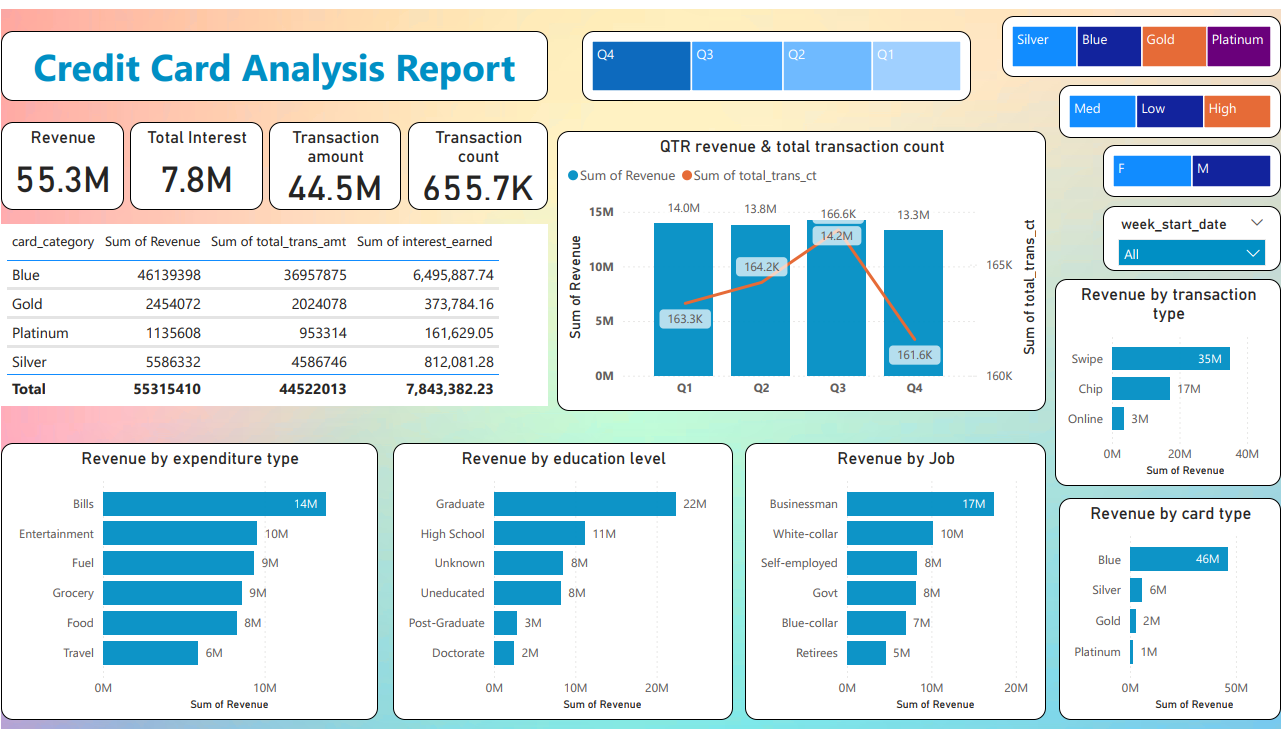 Credit Card Analysis Report
Q4 Q3 Q2 Q1
Silver Blue Gold Platinum
Med Low High
F M
week_start_date
All
Revenue
55.3M
Total Interest
7.8M
Transaction
amount
44.5M
Transaction
count
655.7K
card_category Sum of Revenue Sum of total_trans_amt Sum of interest_earned
Blue 46139398 36957875 6,495,887.74
Gold 2454072 2024078 373,784.16
Platinum 1135608 953314 161,629.05
Silver 5586332 4586746 812,081.28
Total 55315410 44522013 7,843,382.23
QTR revenue & total transaction count
Sum of Revenue Sum of total_trans_ct
Sum of Revenue
15M
10M
5M
0M
14.0M 13.8M 166.6K 13.3M
14.2M
164.2K
163.3K
161.6K
Q1 Q2 Q3 Q4
165K
160K
Sum of total_trans_ct
Revenue by transaction
type
Swipe 35M
Chip 17M
Online 3M
0M 20M 40M
Sum of Revenue
Revenue by expenditure type
Bills 14M
Entertainment 10M
Fuel 9M
Grocery 9M
Food 8M
Travel 6M
0M 10M
Sum of Revenue
Revenue by education level
Graduate 22M
High School 11M
Unknown 8M
Uneducated 8M
Post-Graduate 3M
Doctorate 2M
0M 10M 20M
Sum of Revenue
Revenue by Job
Businessman 17M
White-collar 10M
Self-employed 8M
Govt 8M
Blue-collar 7M
Retirees 5M
0M 10M 20M
Sum of Revenue
Revenue by card type
Blue 46M
Silver 6M
Gold 2M
Platinum 1M
0M 50M
Sum of Revenue